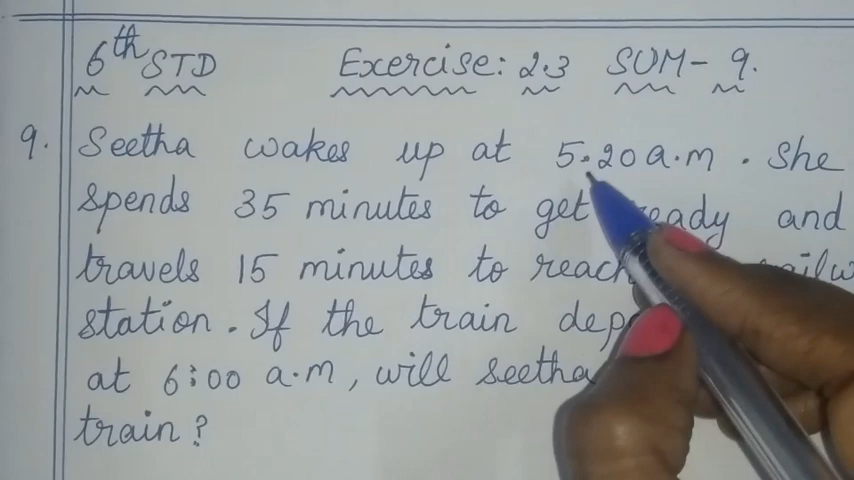 6th STD Exercise: 2.3 SUM- 9.
9. Seetha wakes up at 5.20a.m. She
spends 35 minutes to get ready and
travels 15 minutes to reach
station. If the train
at 6:00 a.m, will seetha
train?